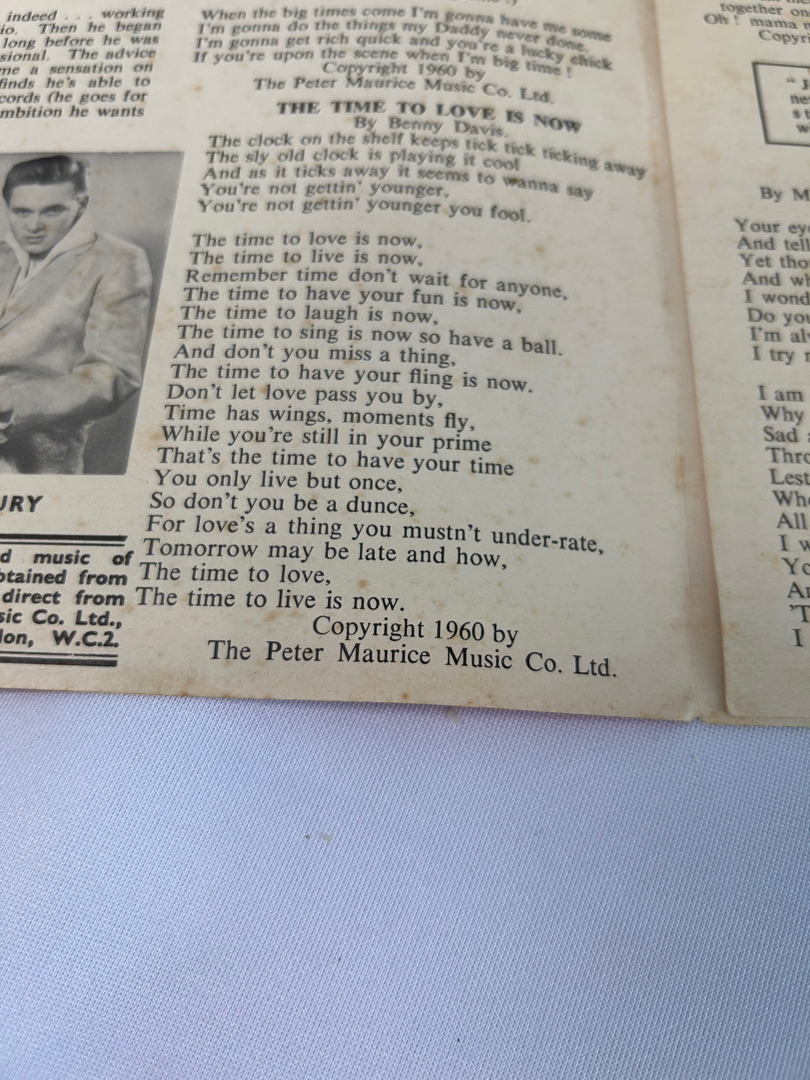 indeed . . . working
io. Then he began
long before he was
sional. The advice
me a sensation on
finds he's able to
cords (he goes for
mbition he wants
URY
d music of
btained from
direct from
sic Co. Ltd.,
don, W.C.2.
When the big times come I'm gonna have me some
I'm gonna do the things my Daddy never done.
I'm gonna get rich quick and you're a lucky chick
If you're upon the scene when I'm big time !
Copyright 1960 by
The Peter Maurice Music Co. Ltd.
THE TIME TO LOVE IS NOW
By Benny Davis.
The clock on the shelf keeps tick tick ticking away
The sly old clock is playing it cool
And as it ticks away it seems to wanna say
You're not gettin' younger,
You're not gettin' younger you fool.
The time to love is now,
The time to live is now,
Remember time don't wait for anyone,
The time to have your fun is now,
The time to laugh is now,
The time to sing is now so have a ball.
And don't you miss a thing,
The time to have your fling is now.
Don't let love pass you by,
Time has wings, moments fly,
While you're still in your prime
That's the time to have your time
You only live but once,
So don't you be a dunce,
For love's a thing you mustn't under-rate,
Tomorrow may be late and how,
The time to love,
The time to live is now.
Copyright 1960 by
The Peter Maurice Music Co. Ltd.
together on
Oh ! mama m
Copyri
" J
ne
st
w
By M
Your eye
And tell
Yet tho
And wh
I wond
Do you
I'm alw
I try n
I am
Why
Sad a
Thro
Lest
Whe
All
I w
Yo
An
'T
I